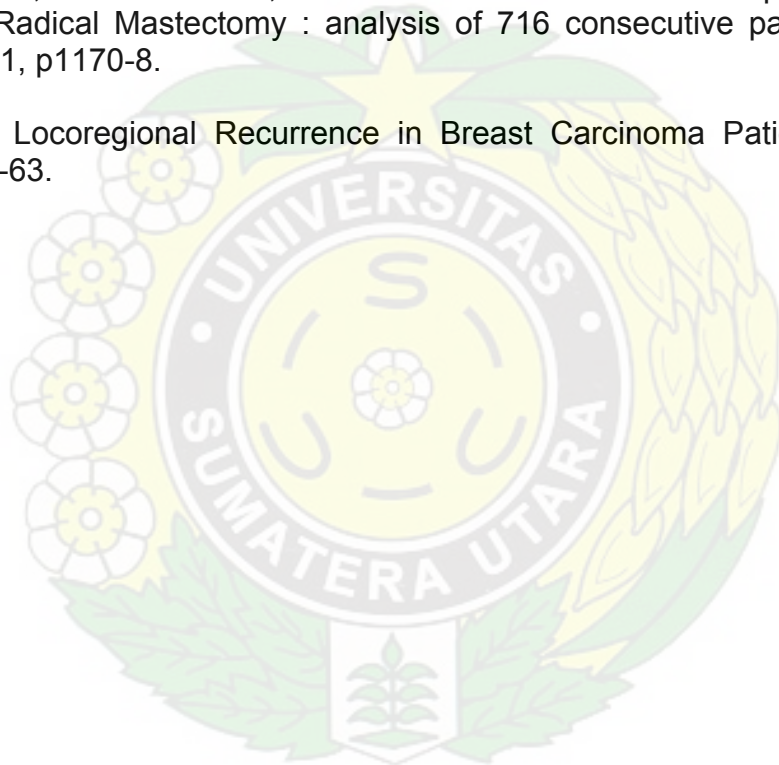 Radical Mastectomy : analysis of 716 consecutive pa
1, p1170-8.
Locoregional Recurrence in Breast Carcinoma Pati
-63.
UNIVERSITAS
SUMATERA UTARA
U S U